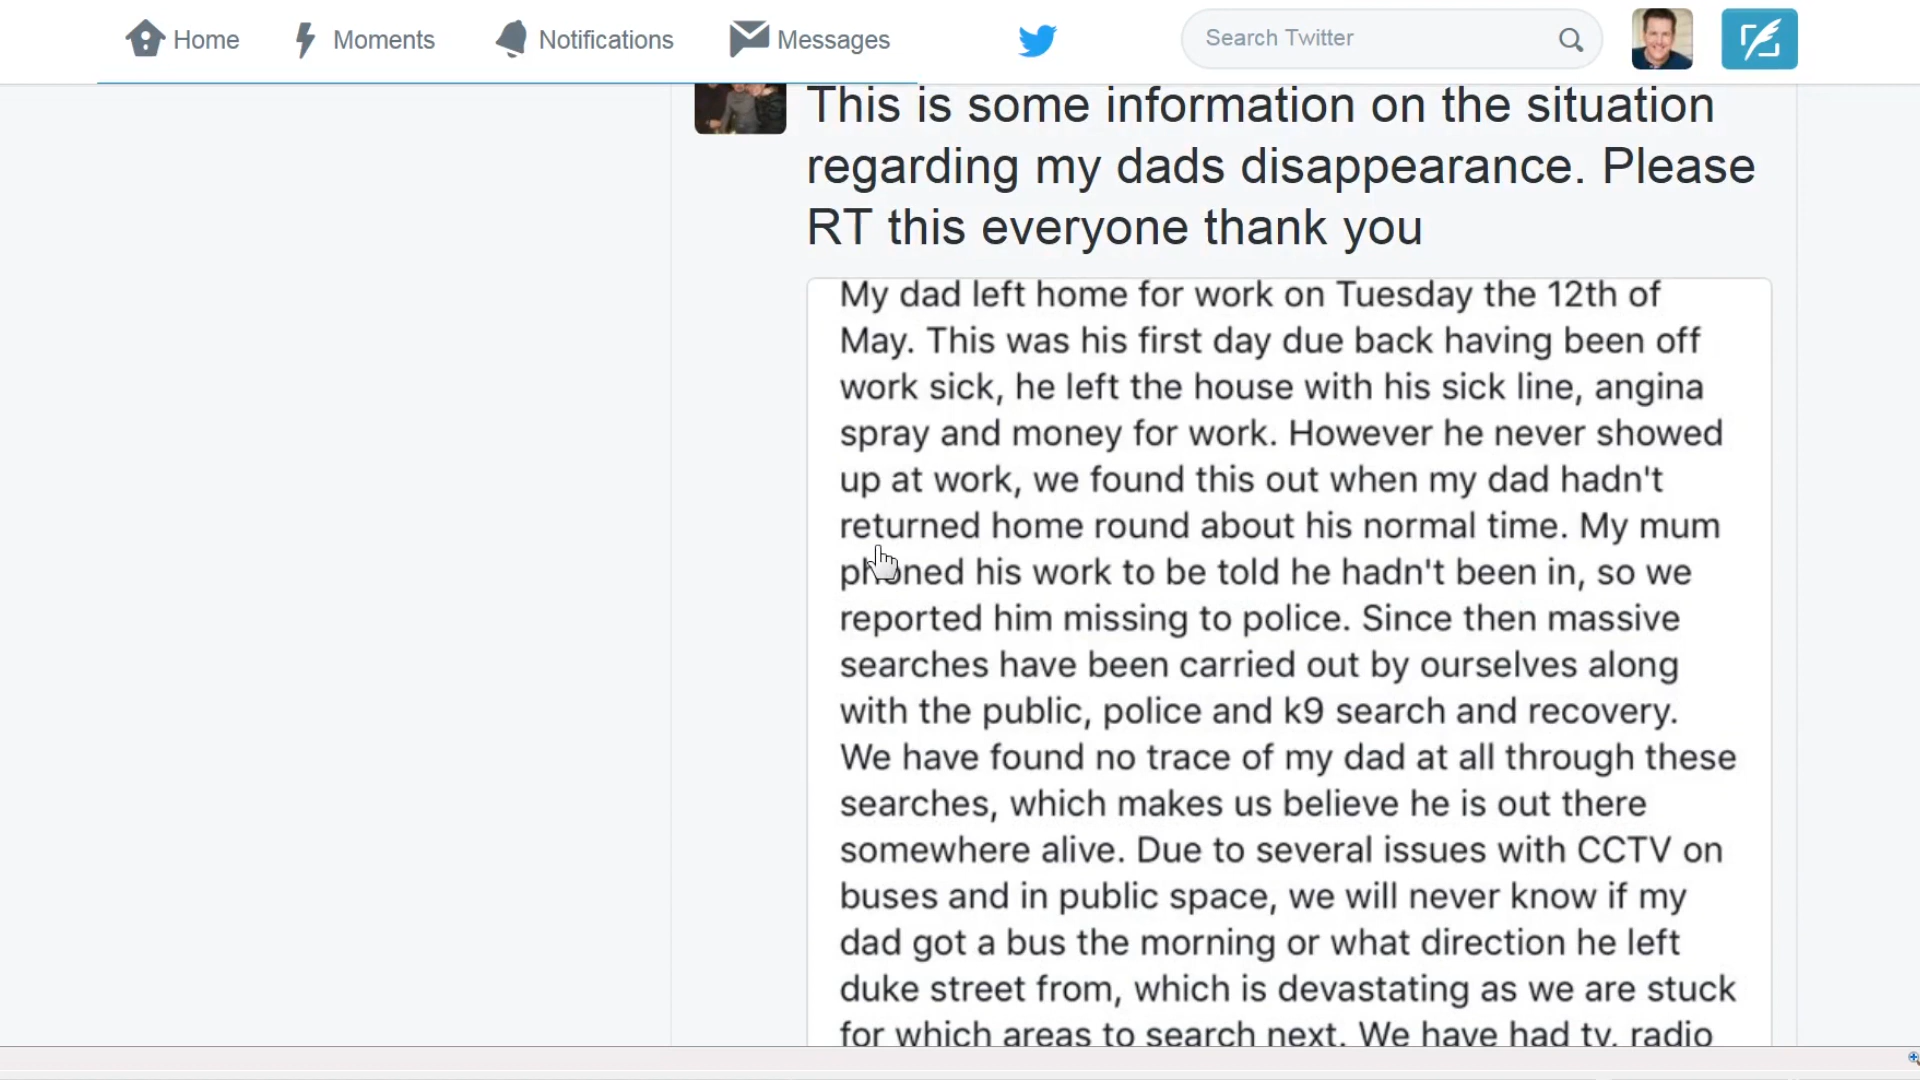 Home Moments Notifications Messages Search Twitter
This is some information on the situation
regarding my dads disappearance. Please
RT this everyone thank you
My dad left home for work on Tuesday the 12th of
May. This was his first day due back having been off
work sick, he left the house with his sick line, angina
spray and money for work. However he never showed
up at work, we found this out when my dad hadn't
returned home round about his normal time. My mum
phoned his work to be told he hadn't been in, so we
reported him missing to police. Since then massive
searches have been carried out by ourselves along
with the public, police and k9 search and recovery.
We have found no trace of my dad at all through these
searches, which makes us believe he is out there
somewhere alive. Due to several issues with CCTV on
buses and in public space, we will never know if my
dad got a bus the morning or what direction he left
duke street from, which is devastating as we are stuck
for which areas to search next. We have had tv, radio